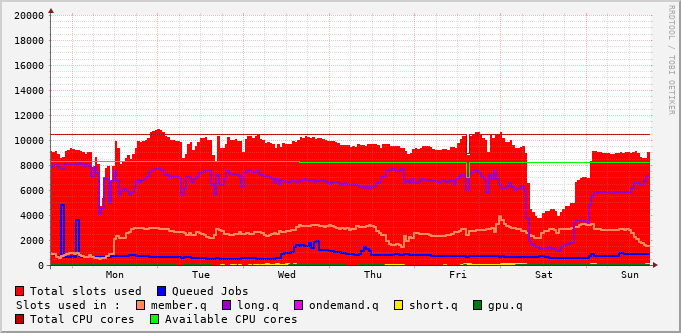 RRDTOOL / TOBI OETIKER
20000
18000
16000
14000
12000
10000
8000
6000
4000
2000
0
Mon Tue Wed Thu Fri Sat Sun
Total slots used Queued Jobs
Slots used in : member.q long.q ondemand.q short.q gpu.q
Total CPU cores Available CPU cores